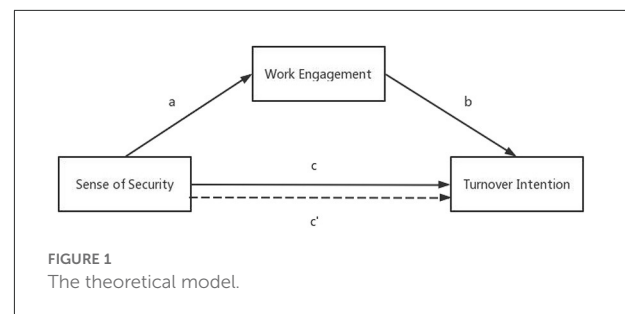 Work Engagement
a
b
Sense of Security
c
Turnover Intention
c'
FIGURE 1
The theoretical model.